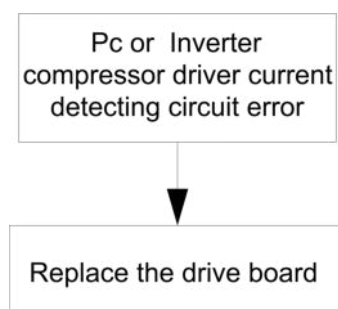 Pc or Inverter
compressor driver current
detecting circuit error
Replace the drive board